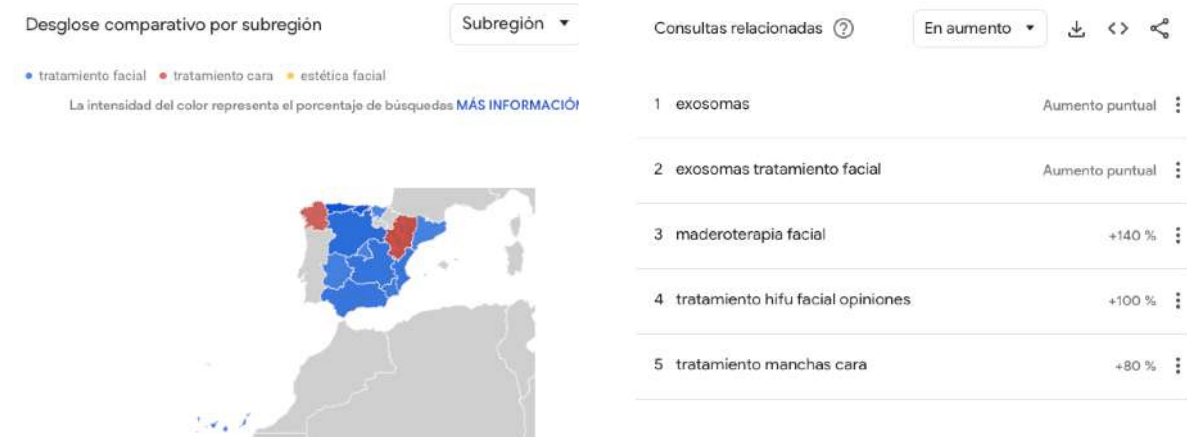 Desglose comparativo por subregión
Subregión
tratamiento facial tratamiento cara estética facial
La intensidad del color representa el porcentaje de búsquedas MÁS INFORMACIÓN
Consultas relacionadas
En aumento
1 exosomas Aumento puntual
2 exosomas tratamiento facial Aumento puntual
3 maderoterapia facial +140 %
4 tratamiento hifu facial opiniones +100 %
5 tratamiento manchas cara +80 %